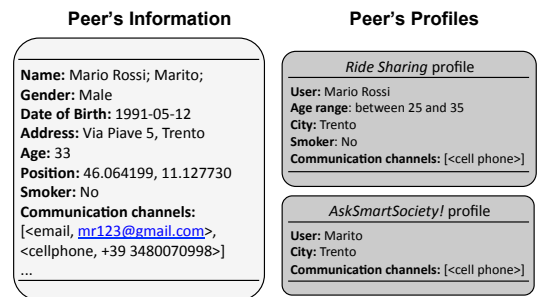 Peer's Information
Name: Mario Rossi; Marito;
Gender: Male
Date of Birth: 1991-05-12
Address: Via Piave 5, Trento
Age: 33
Position: 46.064199, 11.127730
Smoker: No
Communication channels:
[<email, mr123@gmail.com>,
<cellphone, +39 3480070998>]
...
Peer's Profiles
Ride Sharing profile
User: Mario Rossi
Age range: between 25 and 35
City: Trento
Smoker: No
Communication channels: [<cell phone>]
AskSmartSociety! profile
User: Marito
City: Trento
Communication channels: [<cell phone>]